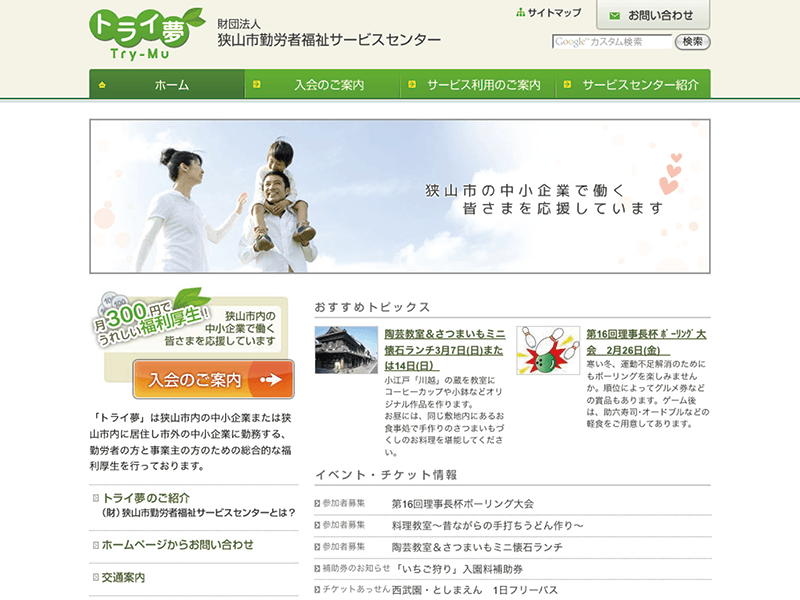 トライ夢
Try-Mu
財団法人
狭山市勤労者福祉サービスセンター
サイトマップ
お問い合わせ
Google™ カスタム検索
検索
ホーム
入会のご案内
サービス利用のご案内
サービスセンター紹介
狭山市の中小企業で働く
皆さまを応援しています
月300円で
うれしい福利厚生!
狭山市内の
中小企業で働く
皆さまを応援しています
入会のご案内
「トライ夢」は狭山市内の中小企業または狭
山市内に居住し市外の中小企業に勤務する、
勤労者の方と事業主の方のための総合的な福
利厚生を行っております。
トライ夢のご紹介
(財)狭山市勤労者福祉サービスセンターとは?
ホームページからお問い合わせ
交通案内
おすすめトピックス
陶芸教室&さつまいもミニ
懐石ランチ3月7日(日)また
は14日(日)
小江戸「川越」の蔵を教室に
コーヒーカップや小鉢などオリ
ジナル作品を作ります。
お昼には、同じ敷地内にあるお
食事処で手作りのさつまいもづ
くしのお料理を堪能してくださ
い。
第16回理事長杯ボーリング大
会 2月26日(金)
寒い冬、運動不足解消のために
もボーリングを楽しみません
か。順位によってグルメ券など
の賞品もあります。ゲーム後
は、助六寿司・オードブルなどの
軽食をご用意してあります。
イベント・チケット情報
参加者募集 第16回理事長杯ボーリング大会
参加者募集 料理教室〜昔ながらの手打ちうどん作り〜
参加者募集 陶芸教室&さつまいもミニ懐石ランチ
補助券のお知らせ 「いちご狩り」入園料補助券
チケットあっせん 西武園・としまえん 1日フリーパス